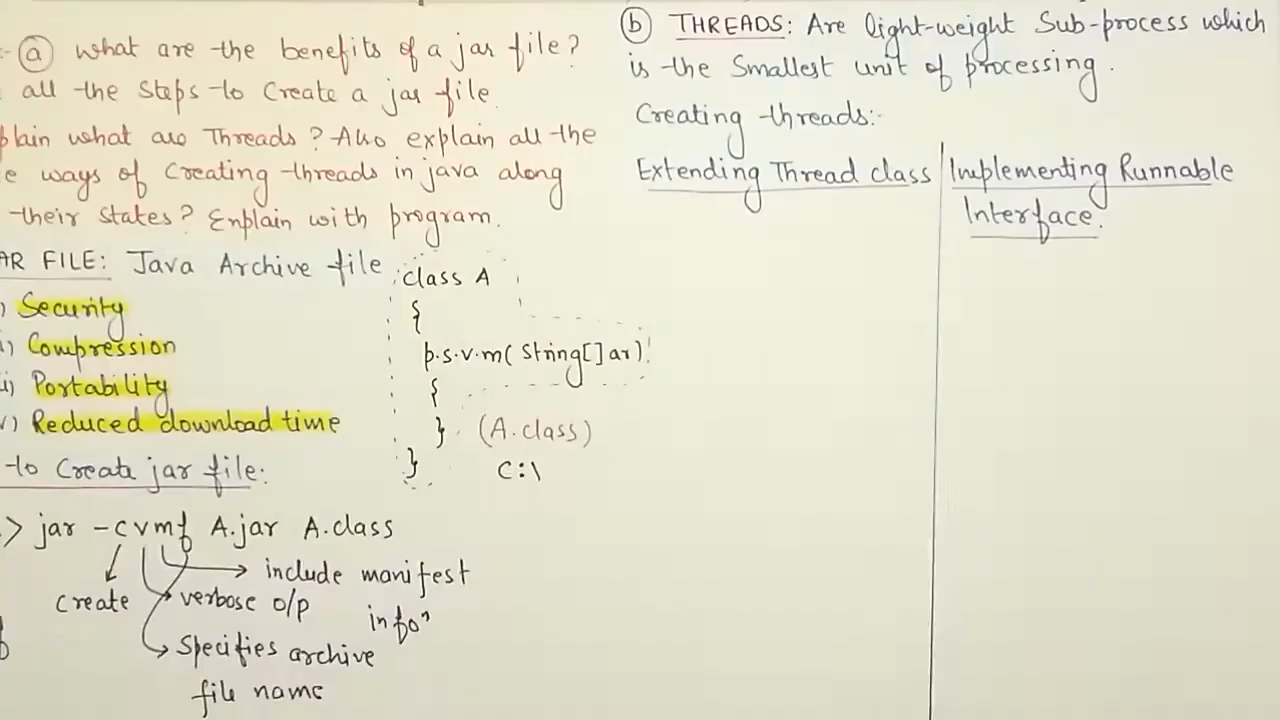 (a) What are the benefits of a jar file?
all the steps to Create a jar file.
plain what are Threads? Also explain all the
e ways of Creating threads in java along
their states? Explain with program.
AR FILE: Java Archive file
) Security
i) Compression
ii) Portability
v) Reduced download time
to Create jar file:
> jar -cvmf A.jar A.class
include manifest
info^n
Create
verbose o/p
Specifies archive
file name
class A
{
p.s.v.m( String[] ar)
{
} (A.class)
} C:\
(b) THREADS: Are light-weight Sub-process which
is the Smallest unit of processing.
Creating threads:-
Extending Thread class
Implementing Runnable
Interface.